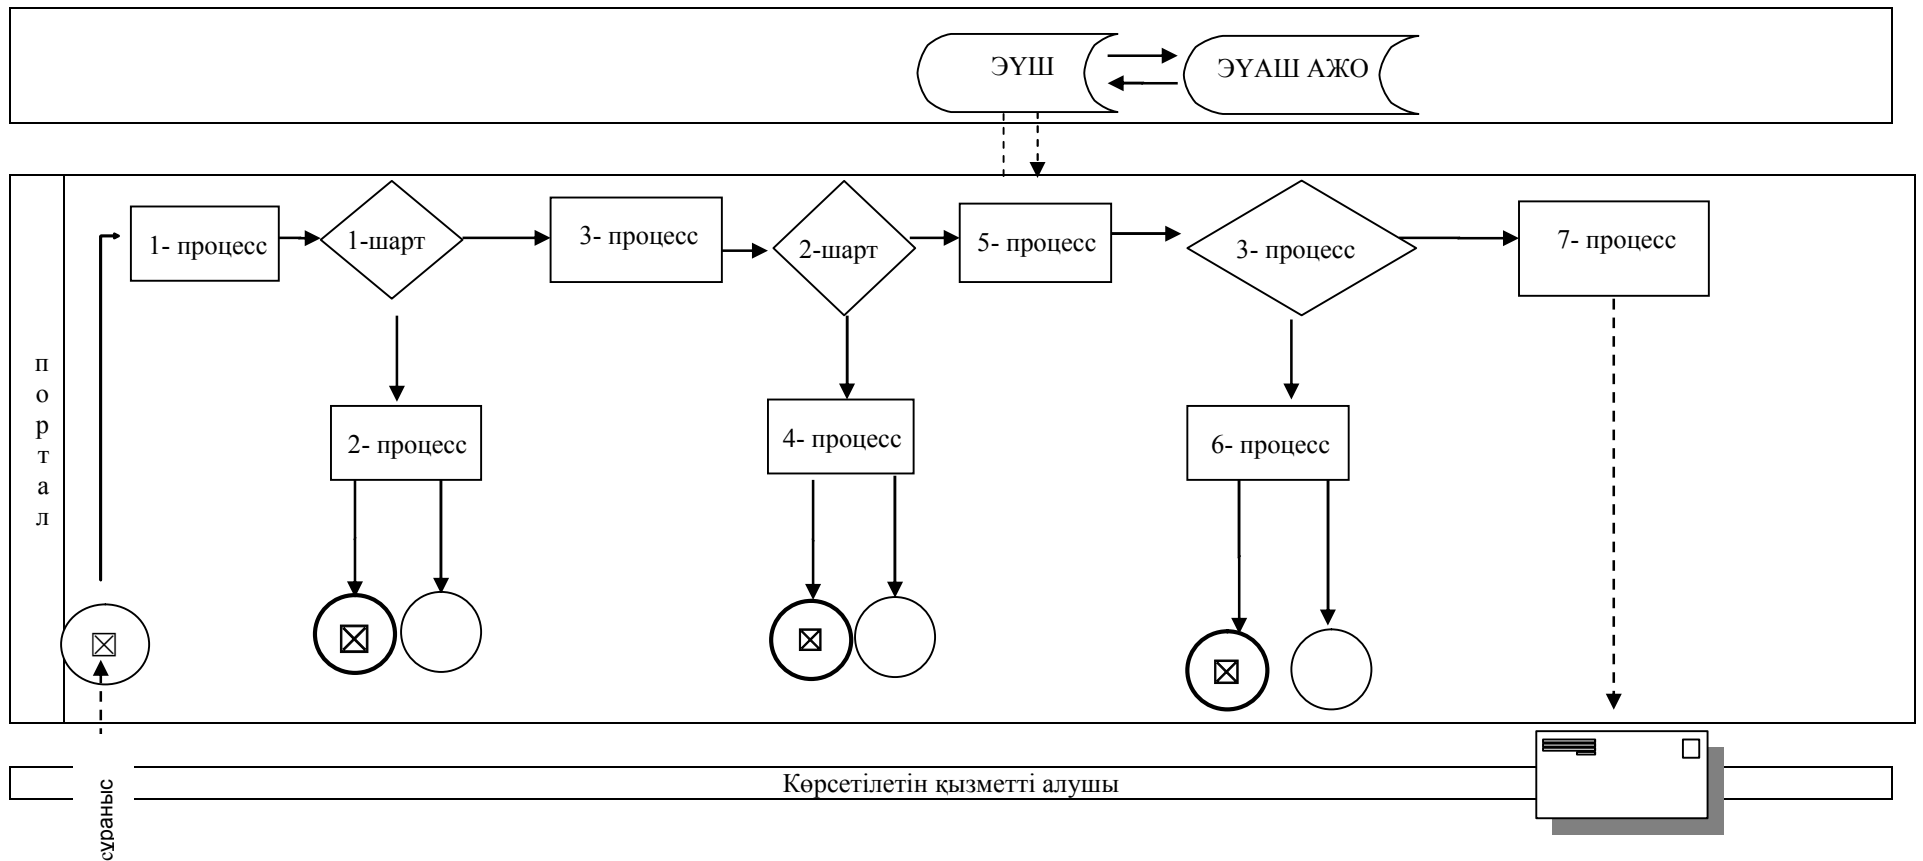 ЭҮШ
ЭҮАШ АЖО
1- процесс
1-шарт
3- процесс
2-шарт
5- процесс
3- процесс
7- процесс
2- процесс
4- процесс
6- процесс
портал
Көрсетілетін қызметті алушы
сұраныс